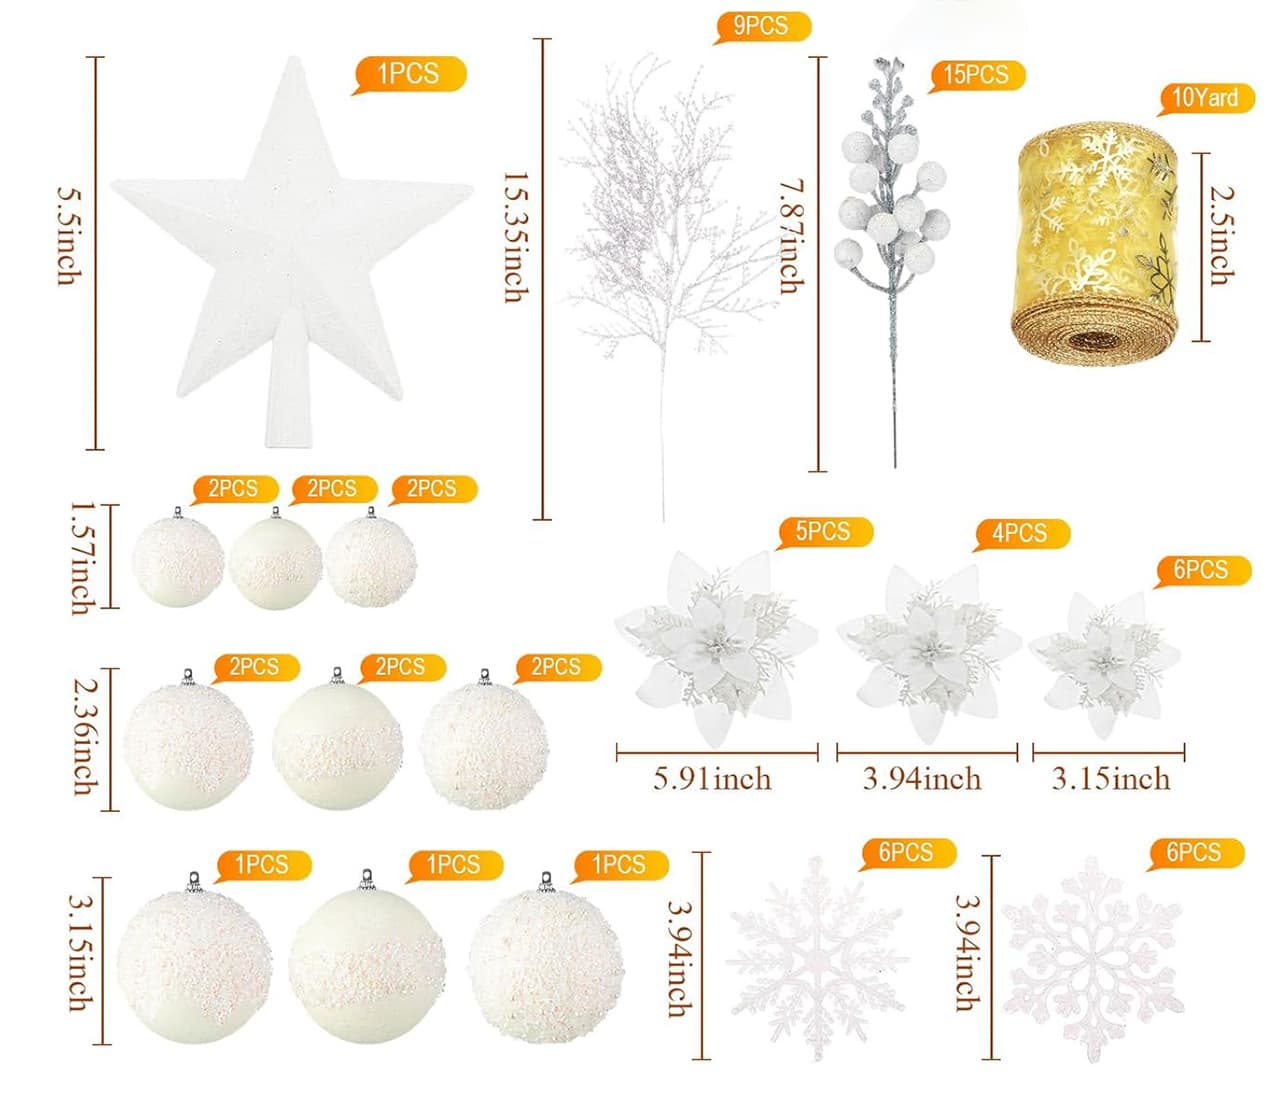 1PCS
9PCS
15PCS
10Yard
5.5inch
15.35inch
7.87inch
2.5inch
2PCS
2PCS
2PCS
1.57inch
5PCS
4PCS
6PCS
2PCS
2PCS
2PCS
2.36inch
5.91inch
3.94inch
3.15inch
1PCS
1PCS
1PCS
3.15inch
6PCS
6PCS
3.94inch
3.94inch